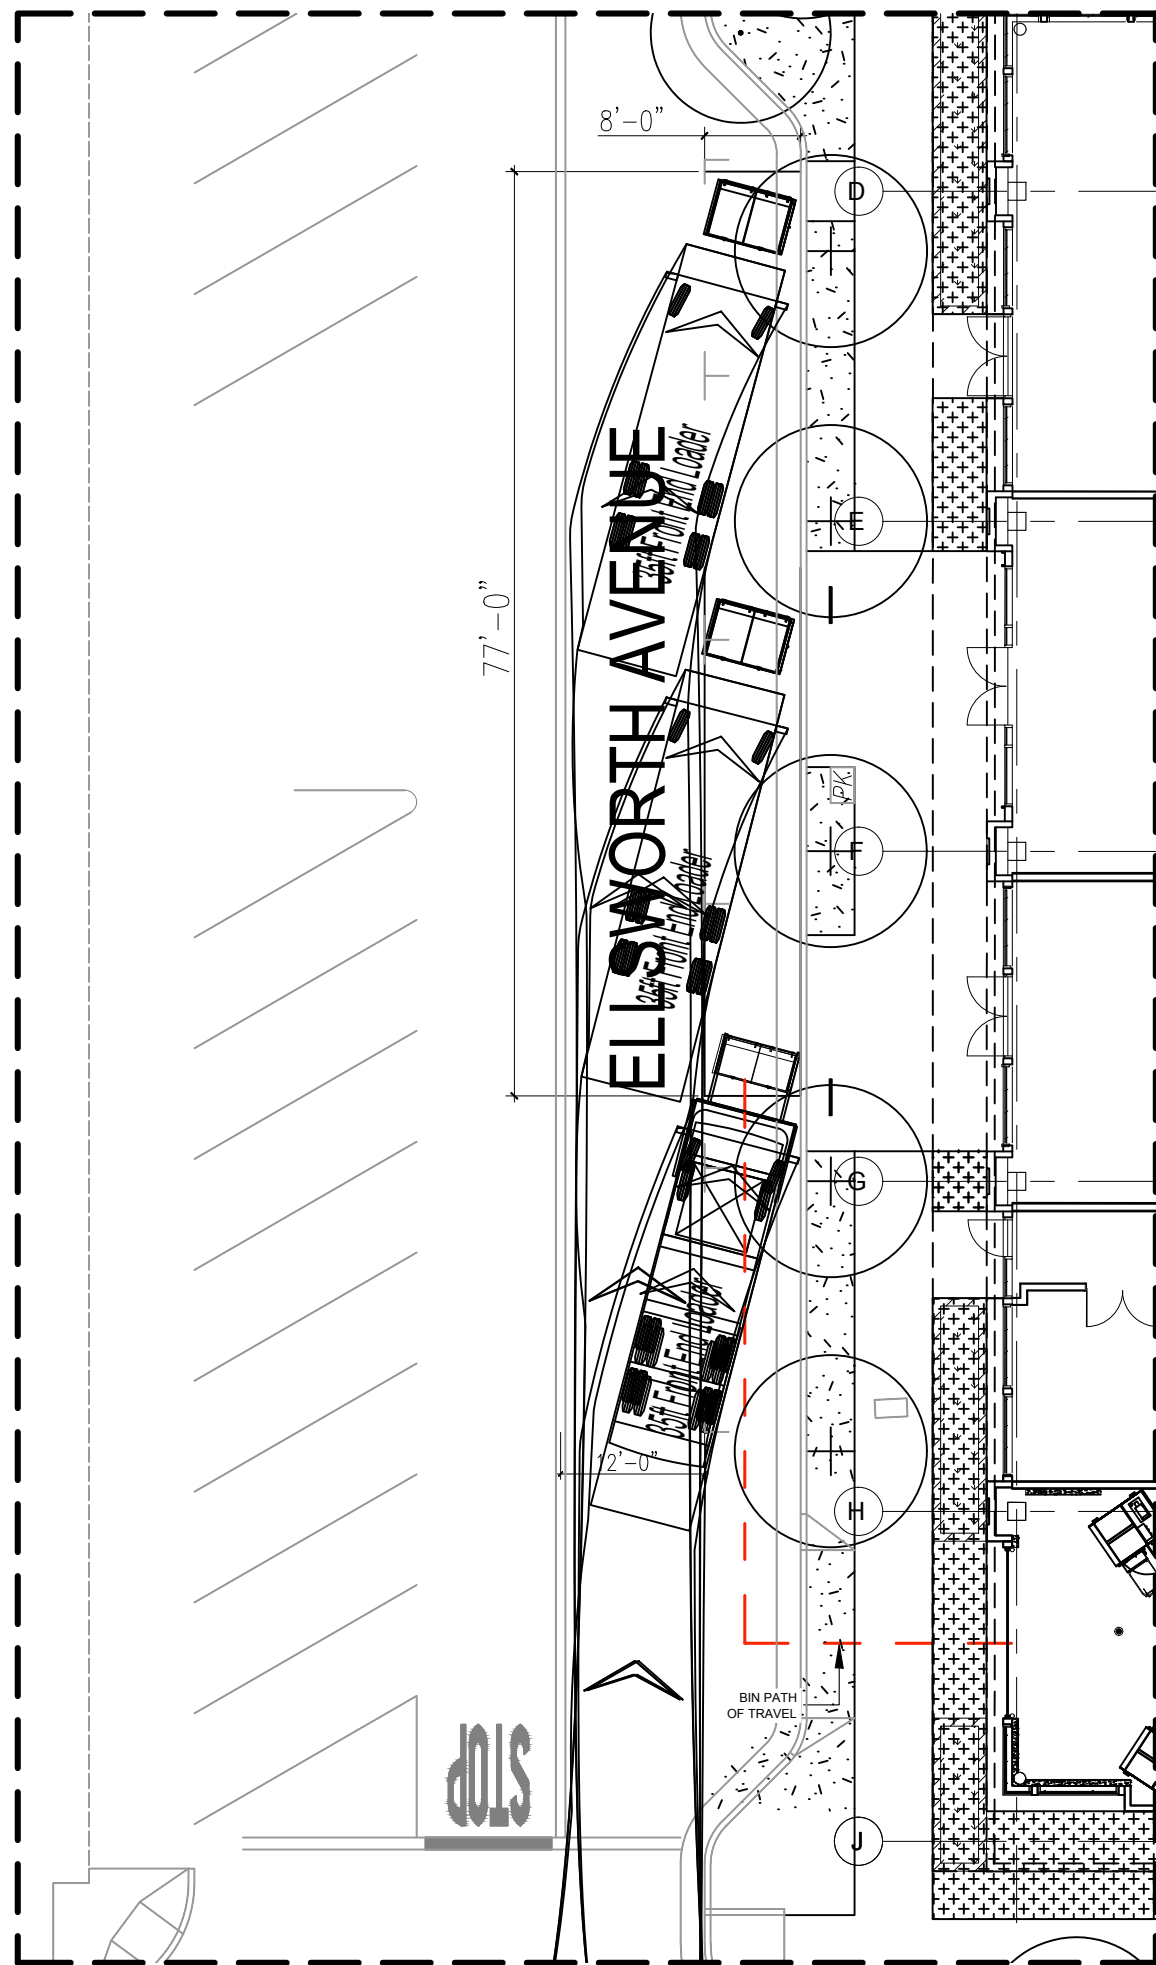 8'-0"
D
35ft Front End Loader
ELLSWORTH AVENUE
E
77'-0"
PK
F
35ft Front End Loader
G
35ft Front End Loader
12'-0"
H
BIN PATH
OF TRAVEL
STOP
J